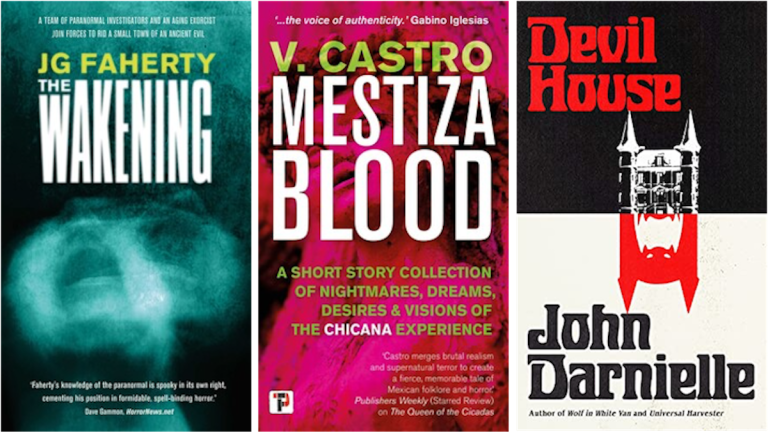 A TEAM OF PARANORMAL INVESTIGATORS AND AN AGING EXORCIST
JOIN FORCES TO RID A SMALL TOWN OF AN ANCIENT EVIL
JG FAHERTY
THE
WAKENING
'Faherty's knowledge of the paranormal is spooky in its own right,
cementing his position in formidable, spell-binding horror.'
Dave Gammon, HorrorNews.net
'...the voice of authenticity.' Gabino Iglesias
V. CASTRO
MESTIZA
BLOOD
A SHORT STORY COLLECTION
OF NIGHTMARES, DREAMS,
DESIRES & VISIONS OF
THE CHICANA EXPERIENCE
'Castro merges brutal realism
and supernatural terror to create
a fierce, memorable tale of
Mexican folklore and horror.'
Publishers Weekly (Starred Review)
on The Queen of the Cicadas
Devil
House
John
Darnielle
Author of Wolf in White Van and Universal Harvester